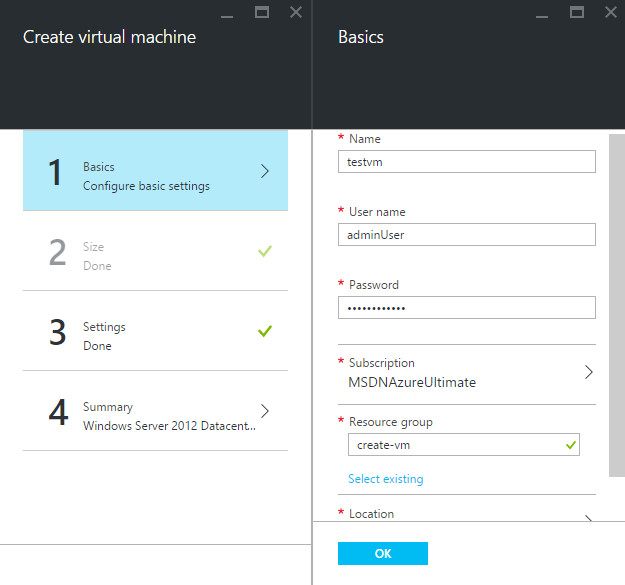 Create virtual machine
1
Basics
Configure basic settings
2
Size
Done
3
Settings
Done
4
Summary
Windows Server 2012 Datacent...
Basics
* Name
testvm
* User name
adminUser
* Password
••••••••••••
* Subscription
MSDNAzureUltimate
* Resource group
create-vm
Select existing
* Location
OK